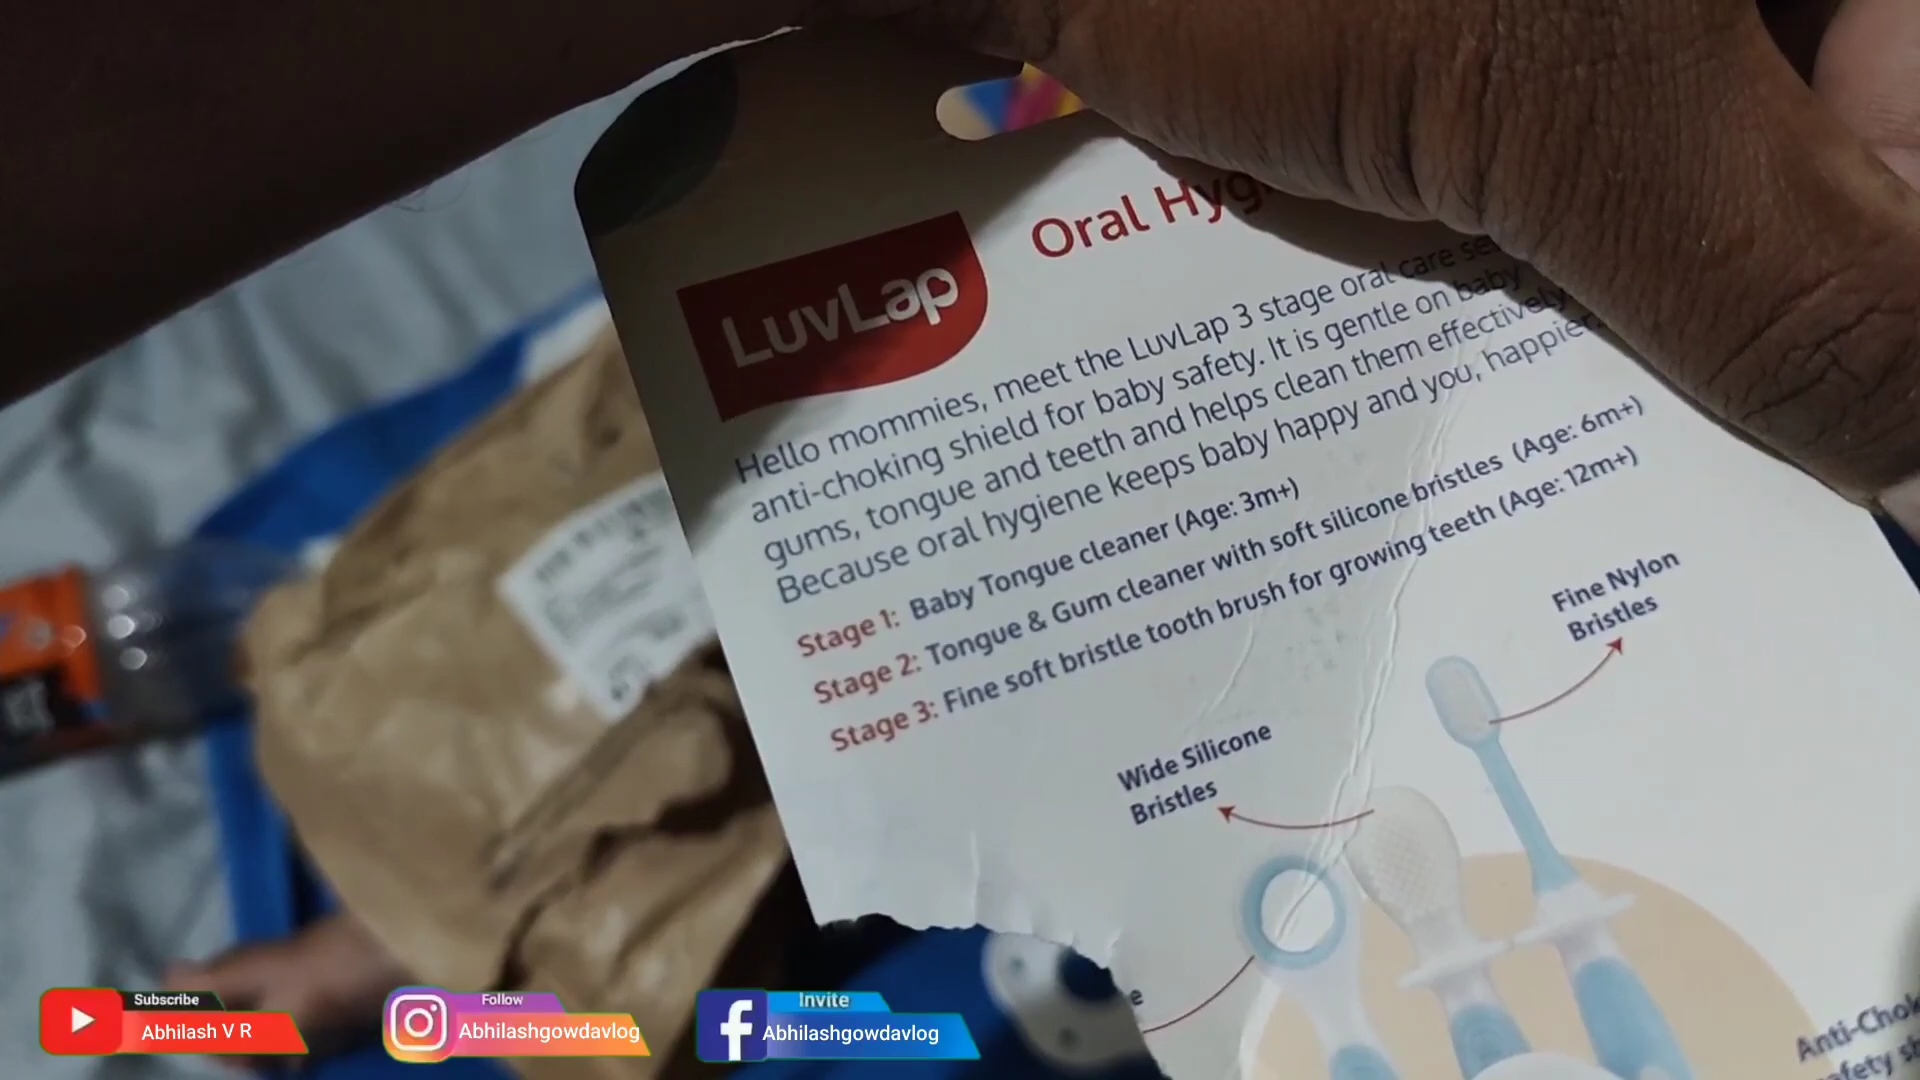 Oral Hyg
LuvLap
Hello mommies, meet the LuvLap 3 stage oral care
anti-choking shield for baby safety. It is gentle on baby
gums, tongue and teeth and helps clean them effectively
Because oral hygiene keeps baby happy and you, happier
Stage 1: Baby Tongue cleaner (Age: 3m+)
Stage 2: Tongue & Gum cleaner with soft silicone bristles (Age: 6m+)
Stage 3: Fine soft bristle tooth brush for growing teeth (Age: 12m+)
Fine Nylon
Bristles
Wide Silicone
Bristles
Anti-Chok
Subscribe
Abhilash V R
Follow
Abhilashgowdavlog
Invite
Abhilashgowdavlog